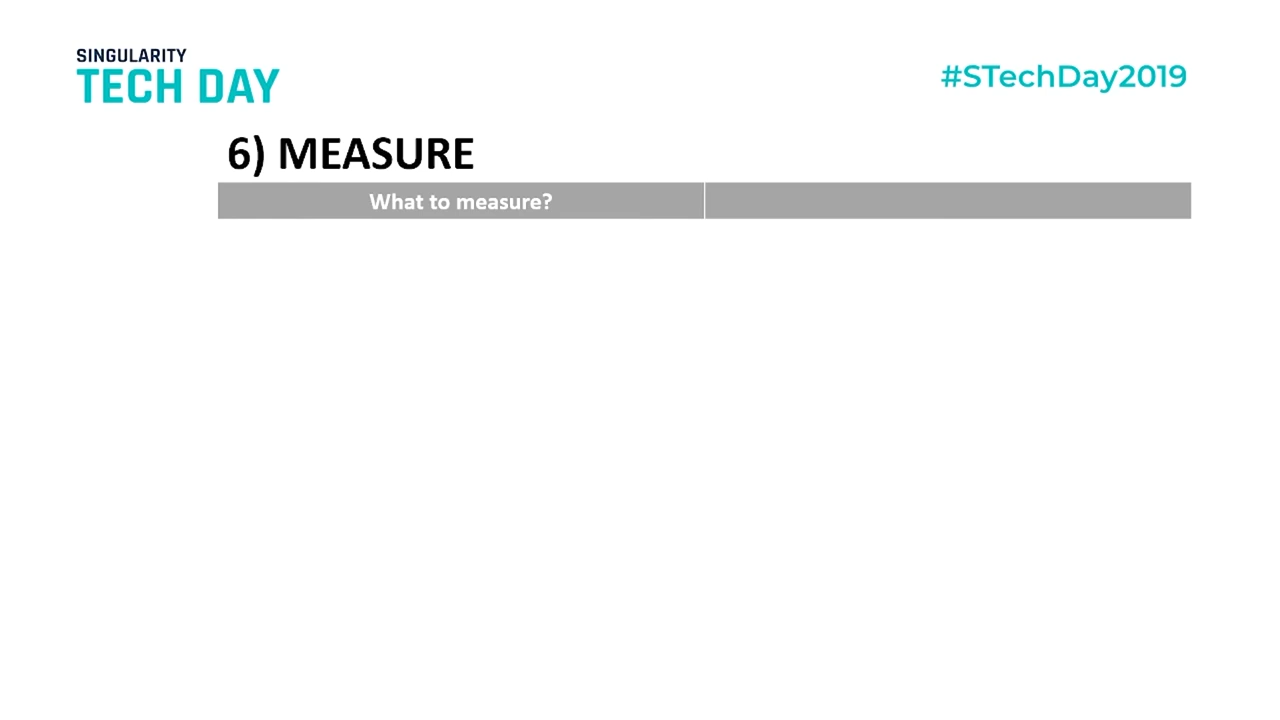 SINGULARITY
TECH DAY
#STechDay2019
6) MEASURE
What to measure?